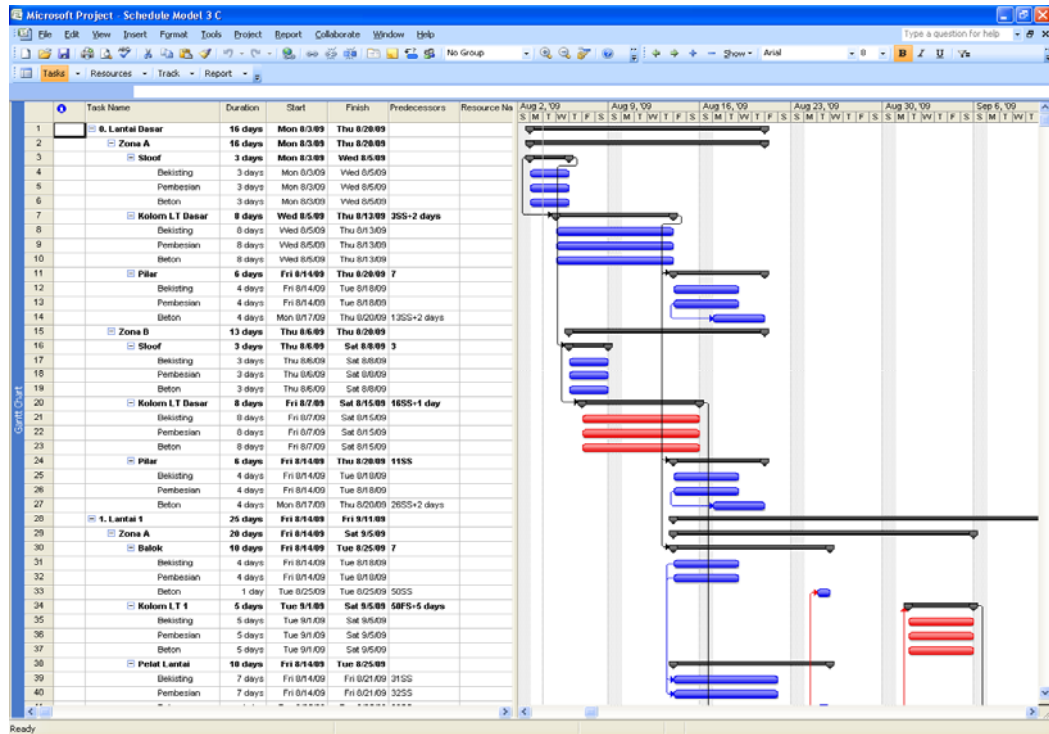 Microsoft Project - Schedule Model 3 C
File Edit View Insert Format Tools Project Report Collaborate Window Help Type a question for help
No Group Show Arial 8 B I U
Tasks Resources Track Report
Task Name Duration Start Finish Predecessors Resource Na Aug 2, '09 Aug 9, '09 Aug 16, '09 Aug 23, '09 Aug 30, '09 Sep 6, '09
S M T W T F S S M T W T F S S M T W T F S S M T W T F S S M T W T F S S M T W T
1 0. Lantai Dasar 16 days Mon 8/3/09 Thu 8/20/09
2 Zona A 16 days Mon 8/3/09 Thu 8/20/09
3 Sloof 3 days Mon 8/3/09 Wed 8/5/09
4 Bekisting 3 days Mon 8/3/09 Wed 8/5/09
5 Pembesian 3 days Mon 8/3/09 Wed 8/5/09
6 Beton 3 days Mon 8/3/09 Wed 8/5/09
7 Kolom LT Dasar 8 days Wed 8/5/09 Thu 8/13/09 3SS+2 days
8 Bekisting 8 days Wed 8/5/09 Thu 8/13/09
9 Pembesian 8 days Wed 8/5/09 Thu 8/13/09
10 Beton 8 days Wed 8/5/09 Thu 8/13/09
11 Pilar 6 days Fri 8/14/09 Thu 8/20/09 7
12 Bekisting 4 days Fri 8/14/09 Tue 8/18/09
13 Pembesian 4 days Fri 8/14/09 Tue 8/18/09
14 Beton 4 days Mon 8/17/09 Thu 8/20/09 13SS+2 days
15 Zona B 13 days Thu 8/6/09 Thu 8/20/09
16 Sloof 3 days Thu 8/6/09 Sat 8/8/09 3
17 Bekisting 3 days Thu 8/6/09 Sat 8/8/09
18 Pembesian 3 days Thu 8/6/09 Sat 8/8/09
19 Beton 3 days Thu 8/6/09 Sat 8/8/09
20 Kolom LT Dasar 8 days Fri 8/7/09 Sat 8/15/09 16SS+1 day
21 Bekisting 8 days Fri 8/7/09 Sat 8/15/09
22 Pembesian 8 days Fri 8/7/09 Sat 8/15/09
23 Beton 8 days Fri 8/7/09 Sat 8/15/09
24 Pilar 6 days Fri 8/14/09 Thu 8/20/09 11SS
25 Bekisting 4 days Fri 8/14/09 Tue 8/18/09
26 Pembesian 4 days Fri 8/14/09 Tue 8/18/09
27 Beton 4 days Mon 8/17/09 Thu 8/20/09 26SS+2 days
28 1. Lantai 1 25 days Fri 8/14/09 Fri 9/11/09
29 Zona A 20 days Fri 8/14/09 Sat 9/5/09
30 Balok 10 days Fri 8/14/09 Tue 8/25/09 7
31 Bekisting 4 days Fri 8/14/09 Tue 8/18/09
32 Pembesian 4 days Fri 8/14/09 Tue 8/18/09
33 Beton 1 day Tue 8/25/09 Tue 8/25/09 50SS
34 Kolom LT 1 5 days Tue 9/1/09 Sat 9/5/09 50FS+5 days
35 Bekisting 5 days Tue 9/1/09 Sat 9/5/09
36 Pembesian 5 days Tue 9/1/09 Sat 9/5/09
37 Beton 5 days Tue 9/1/09 Sat 9/5/09
38 Pelat Lantai 10 days Fri 8/14/09 Tue 8/25/09
39 Bekisting 7 days Fri 8/14/09 Fri 8/21/09 31SS
40 Pembesian 7 days Fri 8/14/09 Fri 8/21/09 32SS
Gantt Chart
Ready